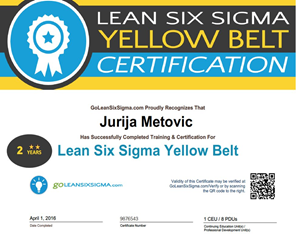 LEAN SIX SIGMA
YELLOW BELT
CERTIFICATION
GoLeanSixSigma.com Proudly Recognizes That
Jurija Metovic
Has Successfully Completed Training & Certification For
2 YEARS
Lean Six Sigma Yellow Belt
goLEANSIXSIGMA.com
Validity of this Certificate may be verified at
GoLeanSixSigma.com/Verify or by scanning
the QR code to the right.
April 1, 2016
9876543
1 CEU / 8 PDUs
Date Completed
Certificate Number
Continuing Education Unit(s) /
Professional Development Unit(s)